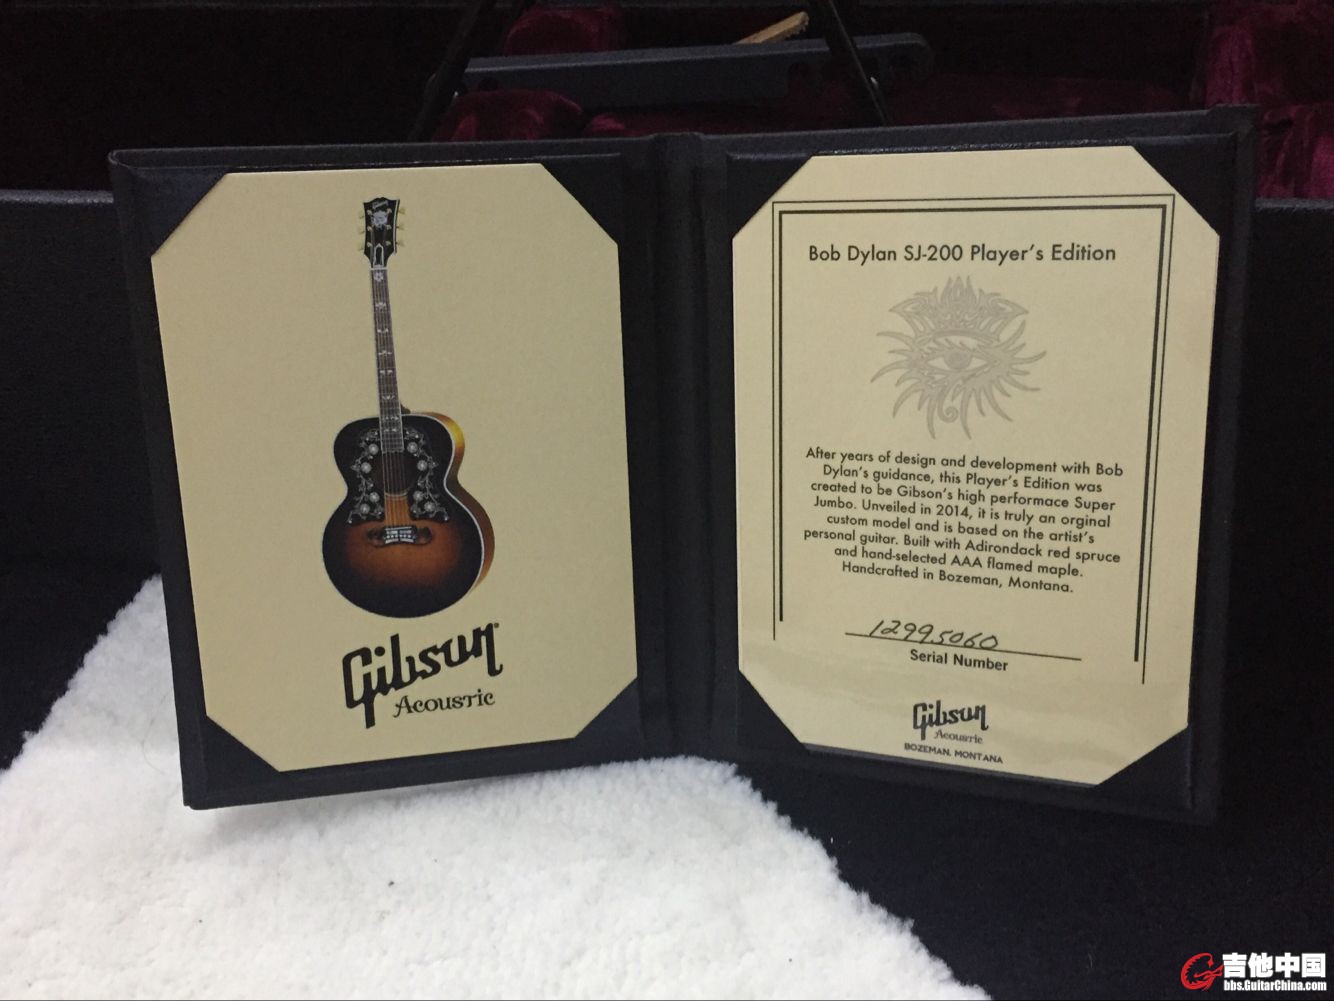 Gibson
Acoustic
Bob Dylan SJ-200 Player's Edition
After years of design and development with Bob
Dylan's guidance, this Player's Edition was
created to be Gibson's high performace Super
Jumbo. Unveiled in 2014, it is truly an orginal
custom model and is based on the artist's
personal guitar. Built with Adirondack red spruce
and hand-selected AAA flamed maple.
Handcrafted in Bozeman, Montana.
12995060
Serial Number
Gibson
Acoustic
BOZEMAN, MONTANA
吉他中国
bbs.GuitarChina.com